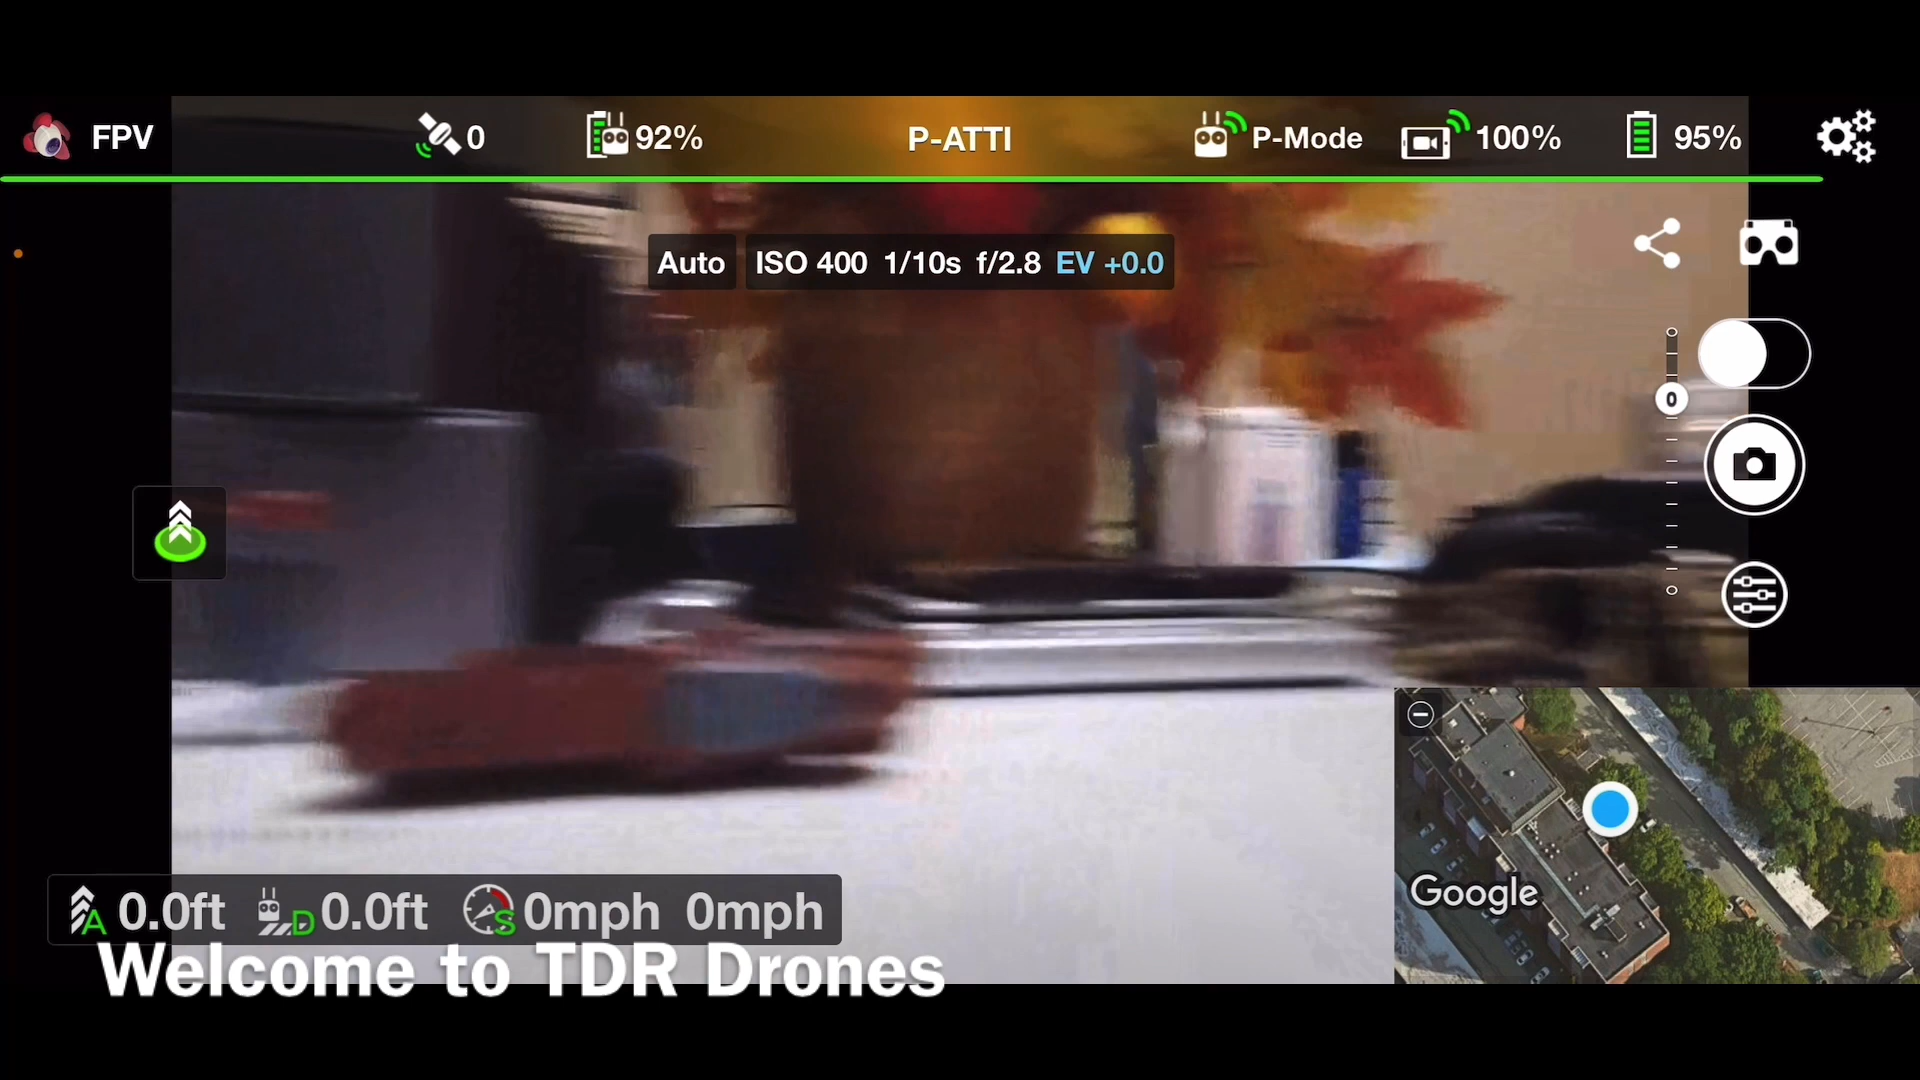 FPV 0 92% P-ATTI P-Mode 100% 95%
Auto ISO 400 1/10s f/2.8 EV +0.0
0
A 0.0ft D 0.0ft S 0mph 0mph
Google
Welcome to TDR Drones